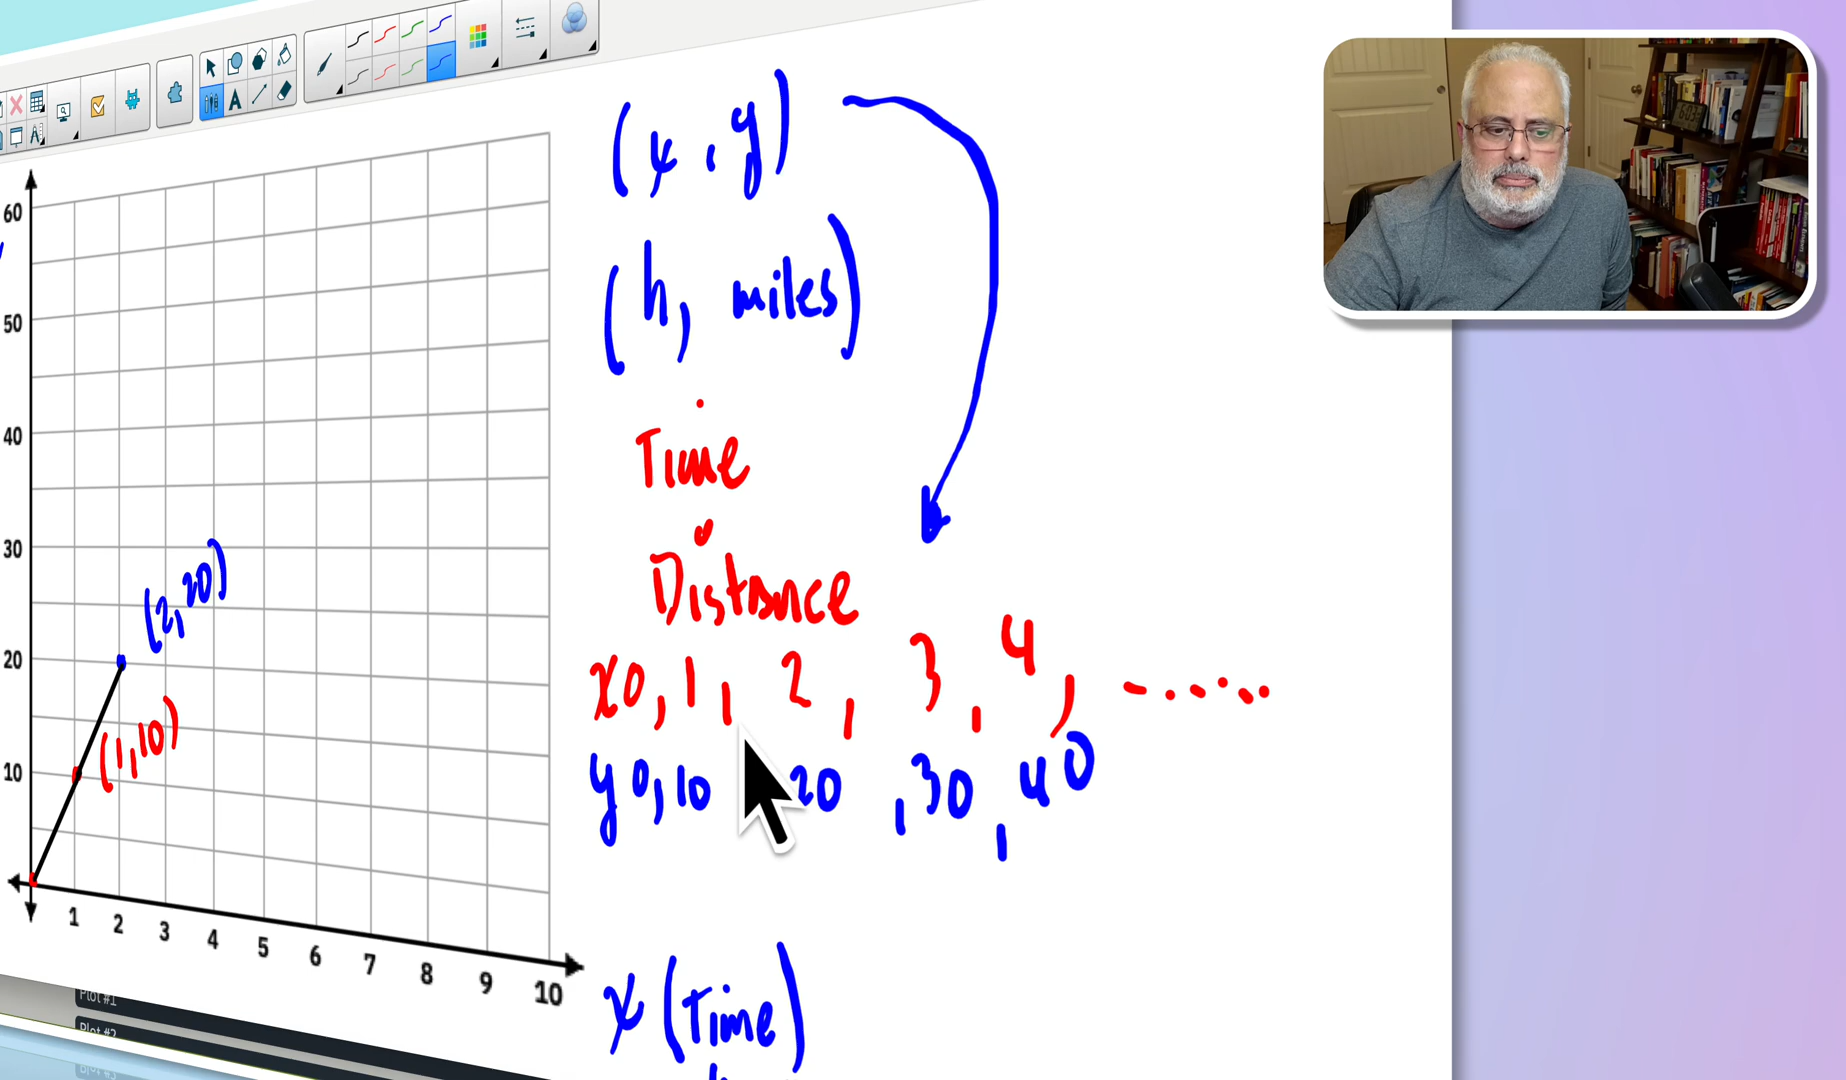 60
50
40
30
20
10
1 2 3 4 5 6 7 8 9 10
(2,20)
(1,10)
(x , y)
(h, miles)
Time
Distance
x 0, 1, 2, 3, 4, ......
y 0, 10 20 , 30 , 40
x (Time)
Plot #1
Plot #2
Plot #3
A